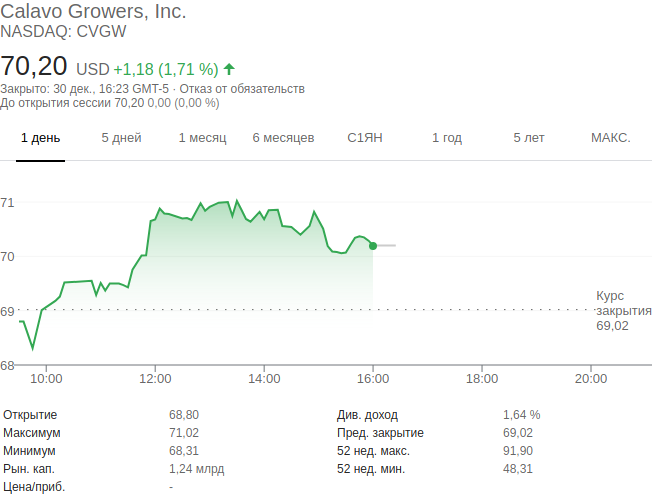 Calavo Growers, Inc.
NASDAQ: CVGW
70,20 USD +1,18 (1,71 %)
Закрыто: 30 дек., 16:23 GMT-5 · Отказ от обязательств
До открытия сессии 70,20 0,00 (0,00 %)
1 день 5 дней 1 месяц 6 месяцев С1ЯН 1 год 5 лет МАКС.
71
70
69
68
Курс
закрытия
69,02
10:00 12:00 14:00 16:00 18:00 20:00
Открытие 68,80 Див. доход 1,64 %
Максимум 71,02 Пред. закрытие 69,02
Минимум 68,31 52 нед. макс. 91,90
Рын. кап. 1,24 млрд 52 нед. мин. 48,31
Цена/приб. -